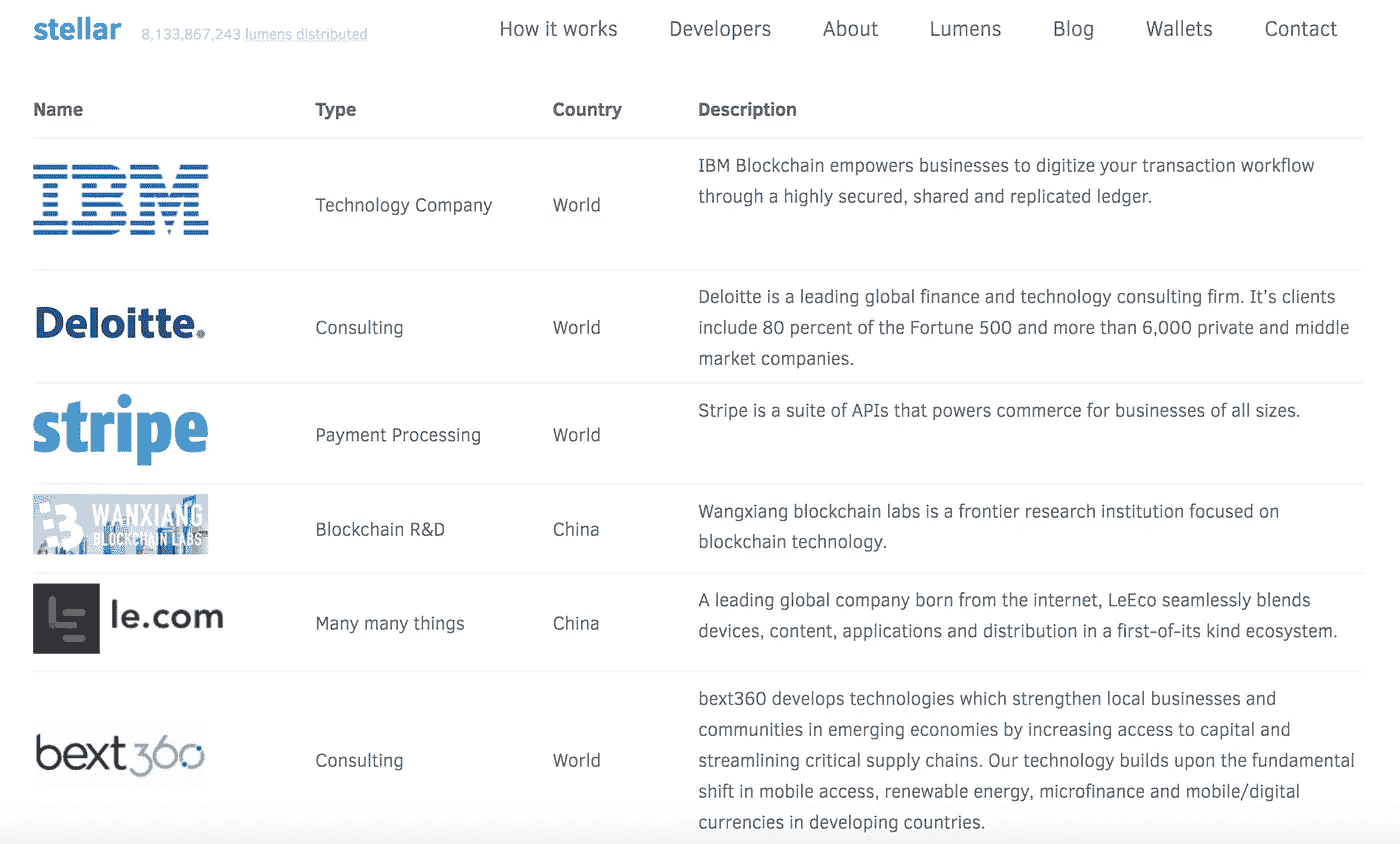 stellar 8,133,867,243 lumens distributed How it works Developers About Lumens Blog Wallets Contact
Name Type Country Description
IBM Technology Company World IBM Blockchain empowers businesses to digitize your transaction workflow
through a highly secured, shared and replicated ledger.
Deloitte. Consulting World Deloitte is a leading global finance and technology consulting firm. It's clients
include 80 percent of the Fortune 500 and more than 6,000 private and middle
market companies.
stripe Payment Processing World Stripe is a suite of APIs that powers commerce for businesses of all sizes.
WANXIANG
BLOCKCHAIN LABS Blockchain R&D China Wangxiang blockchain labs is a frontier research institution focused on
blockchain technology.
le.com Many many things China A leading global company born from the internet, LeEco seamlessly blends
devices, content, applications and distribution in a first-of-its kind ecosystem.
bext360 Consulting World bext360 develops technologies which strengthen local businesses and
communities in emerging economies by increasing access to capital and
streamlining critical supply chains. Our technology builds upon the fundamental
shift in mobile access, renewable energy, microfinance and mobile/digital
currencies in developing countries.